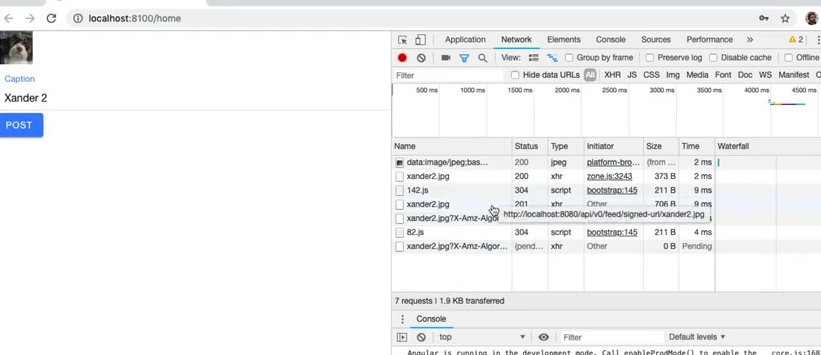 localhost:8100/home
Application Network Elements Console Sources Performance » 2
View: Group by frame Preserve log Disable cache Offline
Filter Hide data URLs All XHR JS CSS Img Media Font Doc WS Manifest
500 ms 1000 ms 1500 ms 2000 ms 2500 ms 3000 ms 3500 ms 4000 ms 4500 ms
Caption
Xander 2
POST
Name Status Type Initiator Size Time Waterfall
data:image/jpeg;bas... 200 jpeg platform-bro... (from ... 2 ms
xander2.jpg 200 xhr zone.js:3243 373 B 2 ms
142.js 304 script bootstrap:145 211 B 9 ms
xander2.jpg 201 xhr Other 706 B 9 ms
xander2.jpg?X-Amz-Algo
http://localhost:8080/api/v0/feed/signed-url/xander2.jpg
82.js 304 script bootstrap:145 211 B 4 ms
xander2.jpg?X-Amz-Algor... (pend... xhr Other 0 B Pending
7 requests | 1.9 KB transferred
Console
top Filter Default levels
Angular is running in the development mode. Call enableProdMode() to enable the